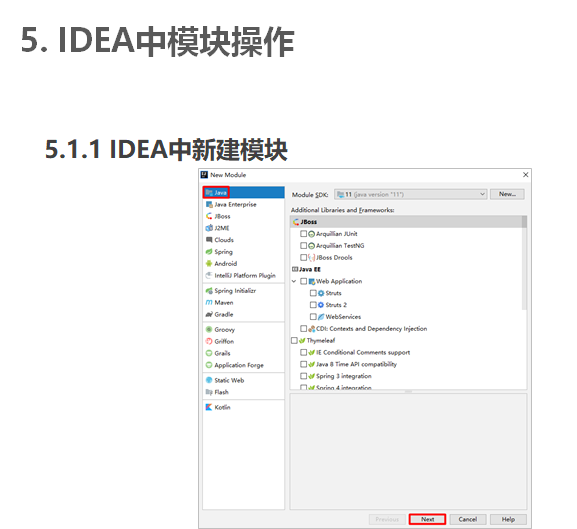 5. IDEA中模块操作
5.1.1 IDEA中新建模块
New Module
Java
Java Enterprise
JBoss
J2ME
Clouds
Spring
Android
IntelliJ Platform Plugin
Spring Initializr
Maven
Gradle
Groovy
Griffon
Grails
Application Forge
Static Web
Flash
Kotlin
Module SDK: 11 (java version "11") New...
Additional Libraries and Frameworks:
JBoss
Arquillian JUnit
Arquillian TestNG
JBoss Drools
Java EE
Web Application
Struts
Struts 2
WebServices
CDI: Contexts and Dependency Injection
Thymeleaf
IE Conditional Comments support
Java 8 Time API compatibility
Spring 3 integration
Spring 4 integration
Previous Next Cancel Help